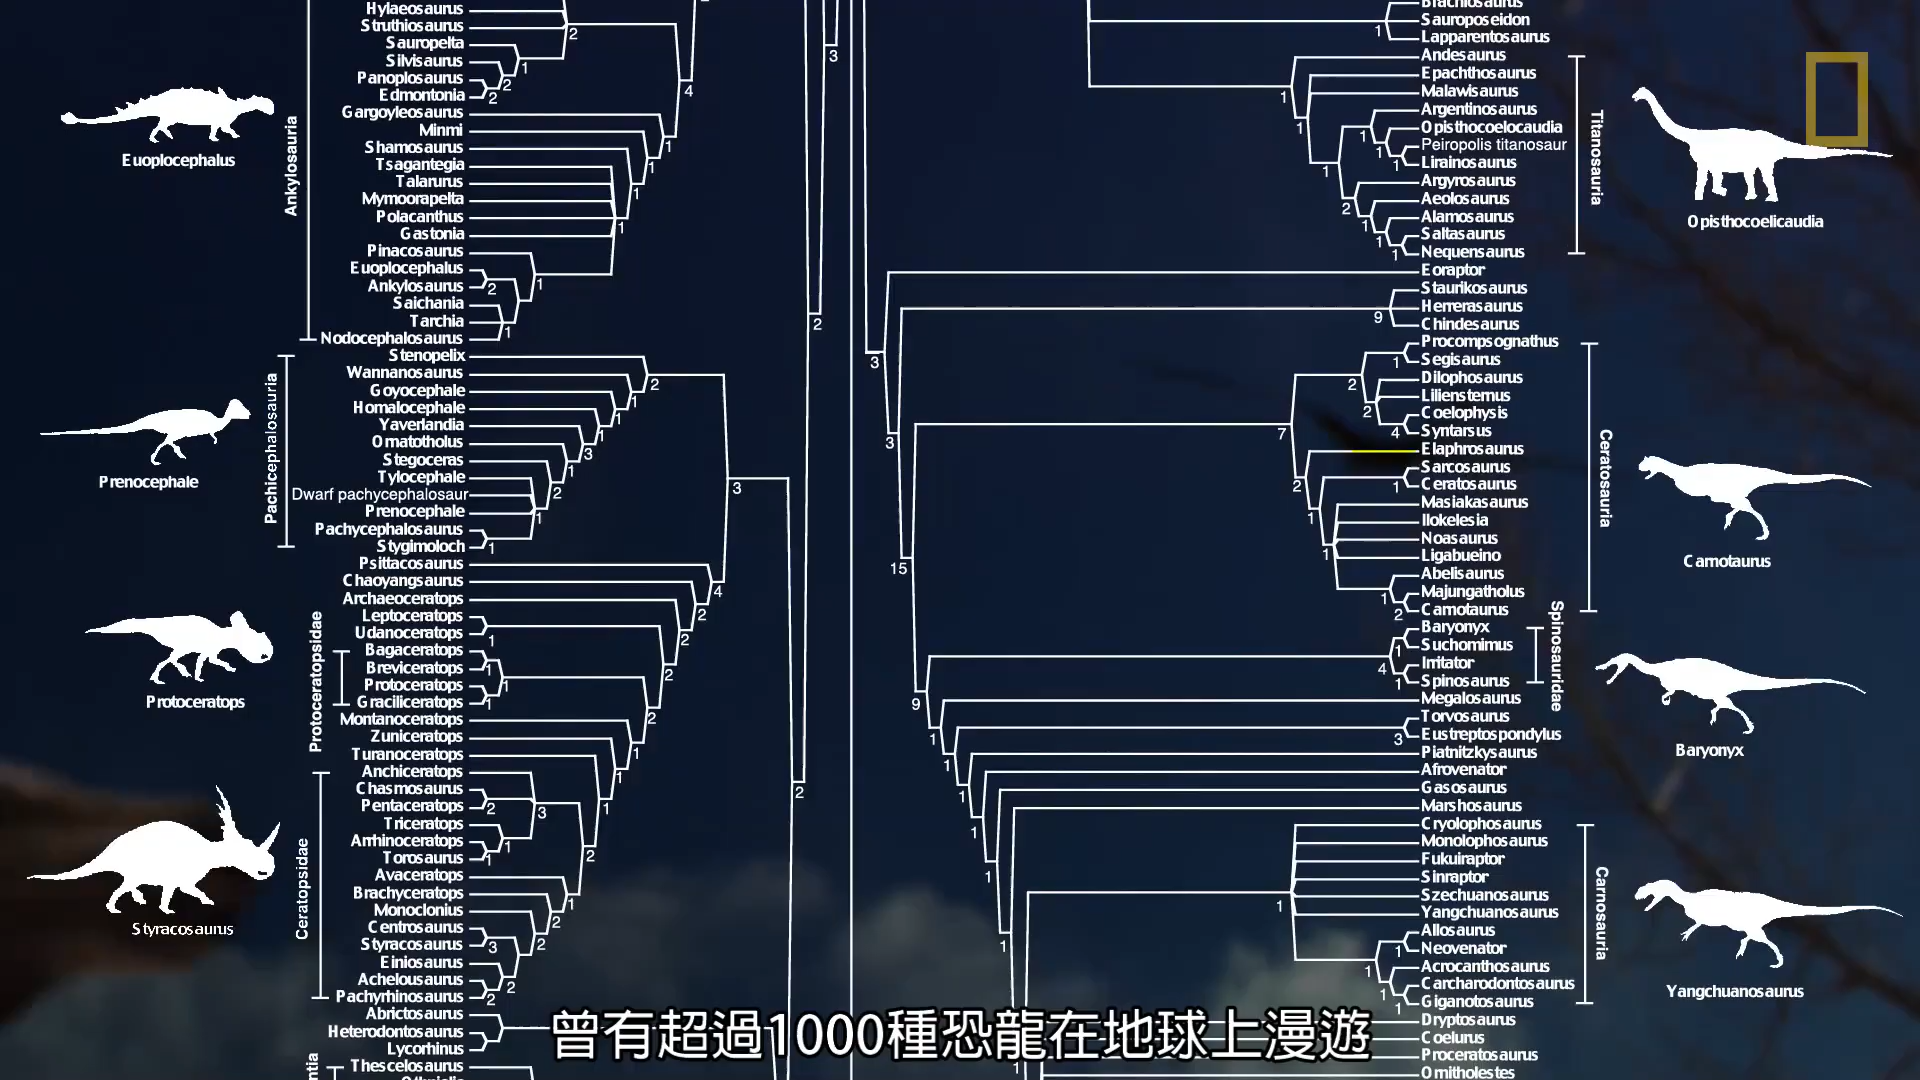 Hylaeosaurus
Struthiosaurus
Sauropelta
Silvisaurus
Panoplosaurus
Edmontonia
Gargoyleosaurus
Minmi
Shamosaurus
Tsagantegia
Talarurus
Mymoorapelta
Polacanthus
Gastonia
Pinacosaurus
Euoplocephalus
Ankylosaurus
Saichania
Tarchia
Nodocephalosaurus
Ankylosauria
Euoplocephalus
Stenopelix
Wannanosaurus
Goyocephale
Homalocephale
Yaverlandia
Ornatotholus
Stegoceras
Tylocephale
Dwarf pachycephalosaur
Prenocephale
Pachycephalosaurus
Stygimoloch
Pachicephalosauria
Prenocephale
Psittacosaurus
Chaoyangsaurus
Archaeoceratops
Leptoceratops
Udanoceratops
Bagaceratops
Breviceratops
Protoceratops
Graciliceratops
Protoceratopsidae
Protoceratops
Montanoceratops
Zuniceratops
Turanoceratops
Anchiceratops
Chasmosaurus
Pentaceratops
Triceratops
Arrhinoceratops
Torosaurus
Avaceratops
Brachyceratops
Monoclonius
Centrosaurus
Styracosaurus
Einiosaurus
Achelousaurus
Pachyrhinosaurus
Ceratopsidae
Styracosaurus
Abrictosaurus
Heterodontosaurus
Lycorhinus
Thescelosaurus
Brachiosaurus
Sauroposeidon
Lapparentosaurus
Andesaurus
Epachthosaurus
Malawisaurus
Argentinosaurus
Opisthocoelocaudia
Peiropolis titanosaur
Lirainosaurus
Argyrosaurus
Aeolosaurus
Alamosaurus
Saltasaurus
Nequensaurus
Titanosauria
Opisthocoelicaudia
Eoraptor
Staurikosaurus
Herrerasaurus
Chindesaurus
Procompsognathus
Segisaurus
Dilophosaurus
Liliensternus
Coelophysis
Syntarsus
Elaphrosaurus
Sarcosaurus
Ceratosaurus
Masiakasaurus
Ilokelesia
Noasaurus
Ligabueino
Abelisaurus
Majungatholus
Carnotaurus
Ceratosauria
Carnotaurus
Baryonyx
Suchomimus
Irritator
Spinosaurus
Spinosauridae
Baryonyx
Megalosaurus
Torvosaurus
Eustreptospondylus
Piatnitzkysaurus
Afrovenator
Gasosaurus
Marshosaurus
Cryolophosaurus
Monolophosaurus
Fukuiraptor
Sinraptor
Szechuanosaurus
Yangchuanosaurus
Allosaurus
Neovenator
Acrocanthosaurus
Carcharodontosaurus
Giganotosaurus
Carnosauria
Yangchuanosaurus
Dryptosaurus
Coelurus
Proceratosaurus
Ornitholestes
曾有超過1000種恐龍在地球上漫遊